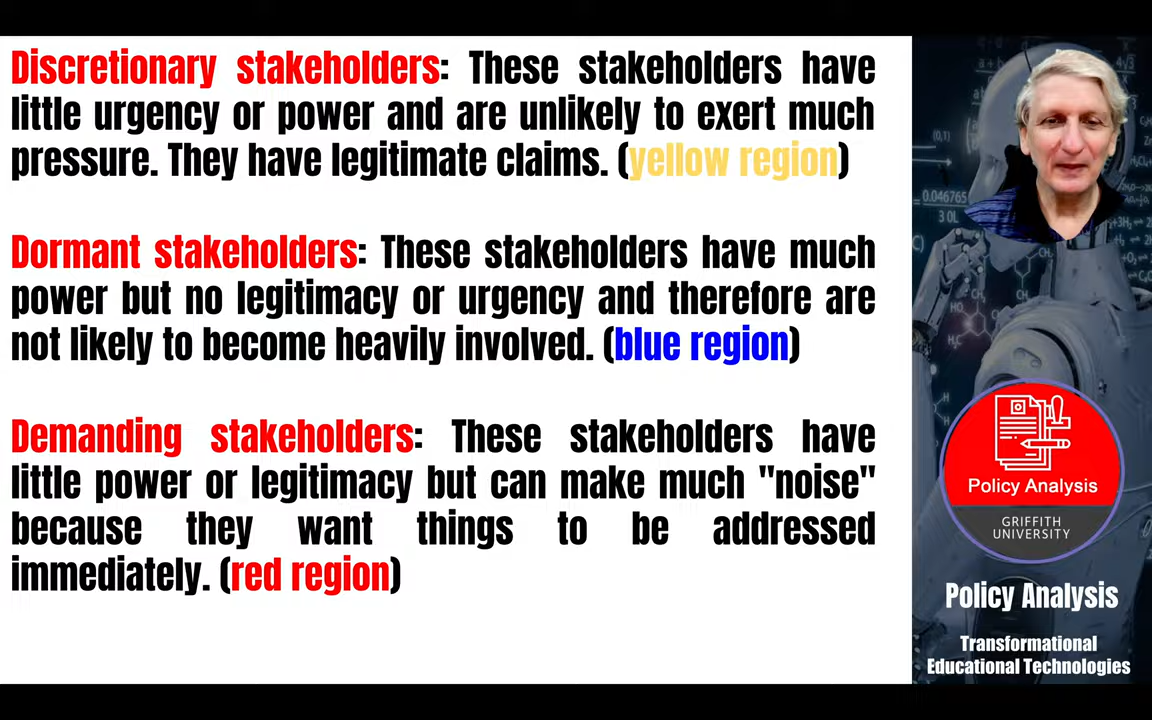 Discretionary stakeholders: These stakeholders have
little urgency or power and are unlikely to exert much
pressure. They have legitimate claims. (yellow region)
Dormant stakeholders: These stakeholders have much
power but no legitimacy or urgency and therefore are
not likely to become heavily involved. (blue region)
Demanding stakeholders: These stakeholders have
little power or legitimacy but can make much "noise"
because they want things to be addressed
immediately. (red region)
0.046765
3 0L
Policy Analysis
GRIFFITH
UNIVERSITY
Policy Analysis
Transformational
Educational Technologies